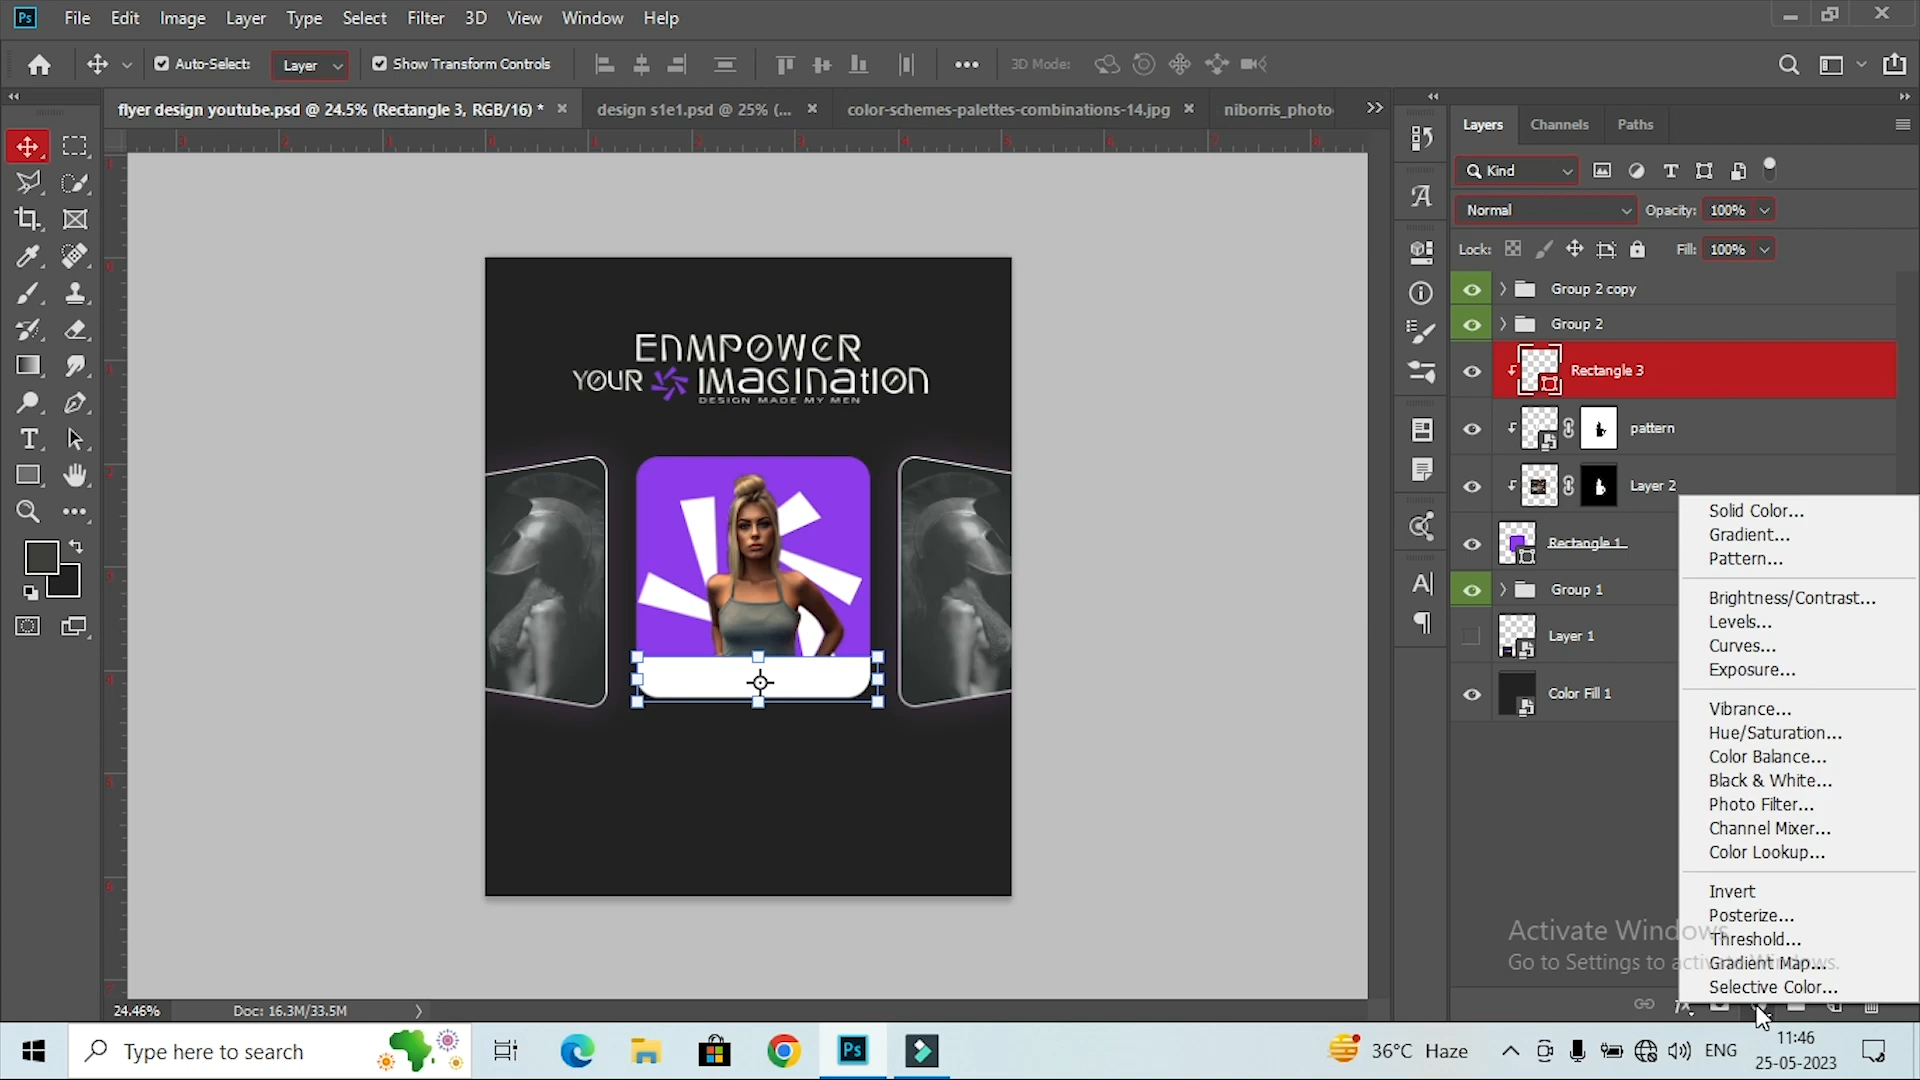 Ps File Edit Image Layer Type Select Filter 3D View Window Help
Auto-Select: Layer Show Transform Controls 3D Mode:
flyer design youtube.psd @ 24.5% (Rectangle 3, RGB/16) *
design s1e1.psd @ 25% (...
color-schemes-palettes-combinations-14.jpg
niborris_photo
Layers Channels Paths
Kind
Normal Opacity: 100%
Lock: Fill: 100%
Group 2 copy
Group 2
Rectangle 3
pattern
Layer 2
Rectangle 1
Group 1
Layer 1
Color Fill 1
ENMPOWER
YOUR IMAGINATION
DESIGN MADE MY MEN
Solid Color...
Gradient...
Pattern...
Brightness/Contrast...
Levels...
Curves...
Exposure...
Vibrance...
Hue/Saturation...
Color Balance...
Black & White...
Photo Filter...
Channel Mixer...
Color Lookup...
Invert
Posterize...
Threshold...
Gradient Map...
Selective Color...
Activate Windows
Go to Settings to activate Windows.
24.46% Doc: 16.3M/33.5M
Type here to search
Ps
36°C Haze
ENG
11:46
25-05-2023